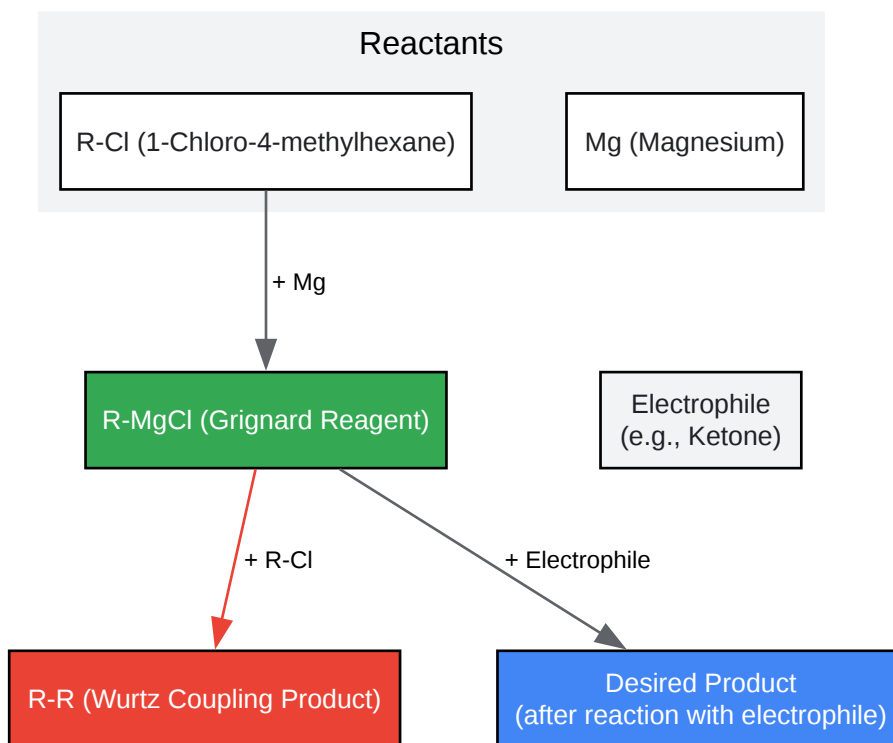 Reactants
R-Cl (1-Chloro-4-methylhexane)
Mg (Magnesium)
+ Mg
R-MgCl (Grignard Reagent)
Electrophile
(e.g., Ketone)
+ R-Cl
+ Electrophile
R-R (Wurtz Coupling Product)
Desired Product
(after reaction with electrophile)